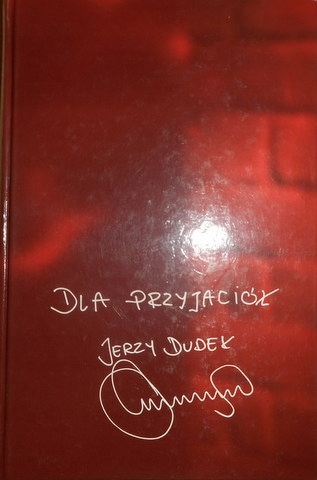 DLA PRZYJACIÓŁ
JERZY DUDEK